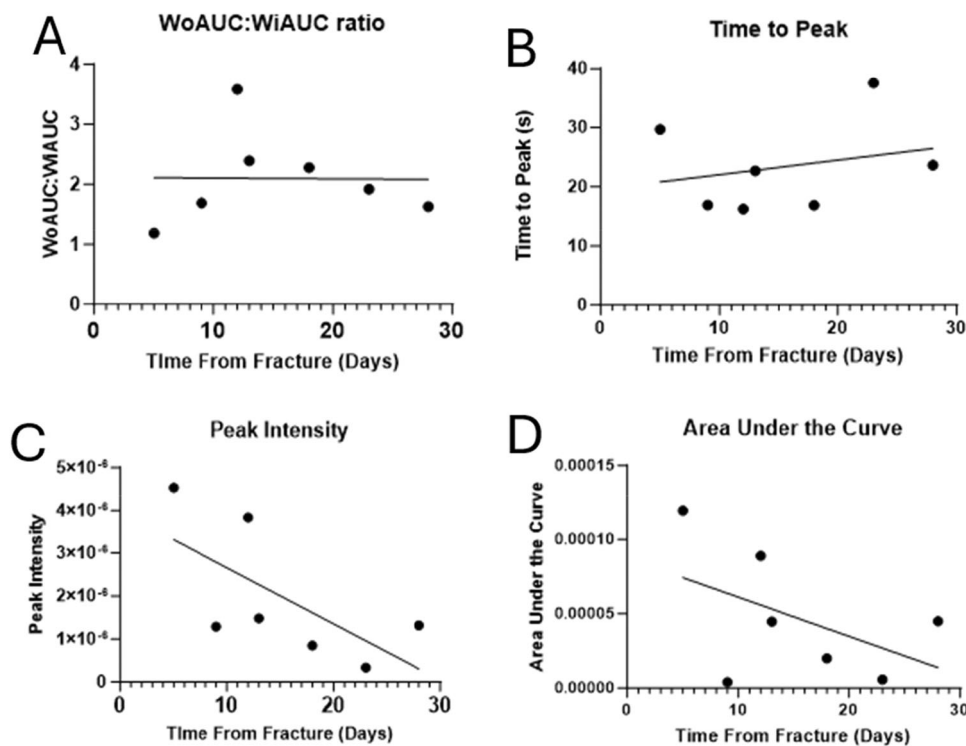 A
WoAUC:WiAUC ratio
WoAUC:WiAUC
4
3
2
1
0
0 10 20 30
TIme From Fracture (Days)
B
Time to Peak
Time to Peak (s)
40
30
20
10
0
0 10 20 30
Time From Fracture (Days)
C
Peak Intensity
Peak Intensity
5×10⁻⁶
4×10⁻⁶
3×10⁻⁶
2×10⁻⁶
1×10⁻⁶
0
0 10 20 30
TIme From Fracture (Days)
D
Area Under the Curve
Area Under the Curve
0.00015
0.00010
0.00005
0.00000
0 10 20 30
TIme From Fracture (Days)